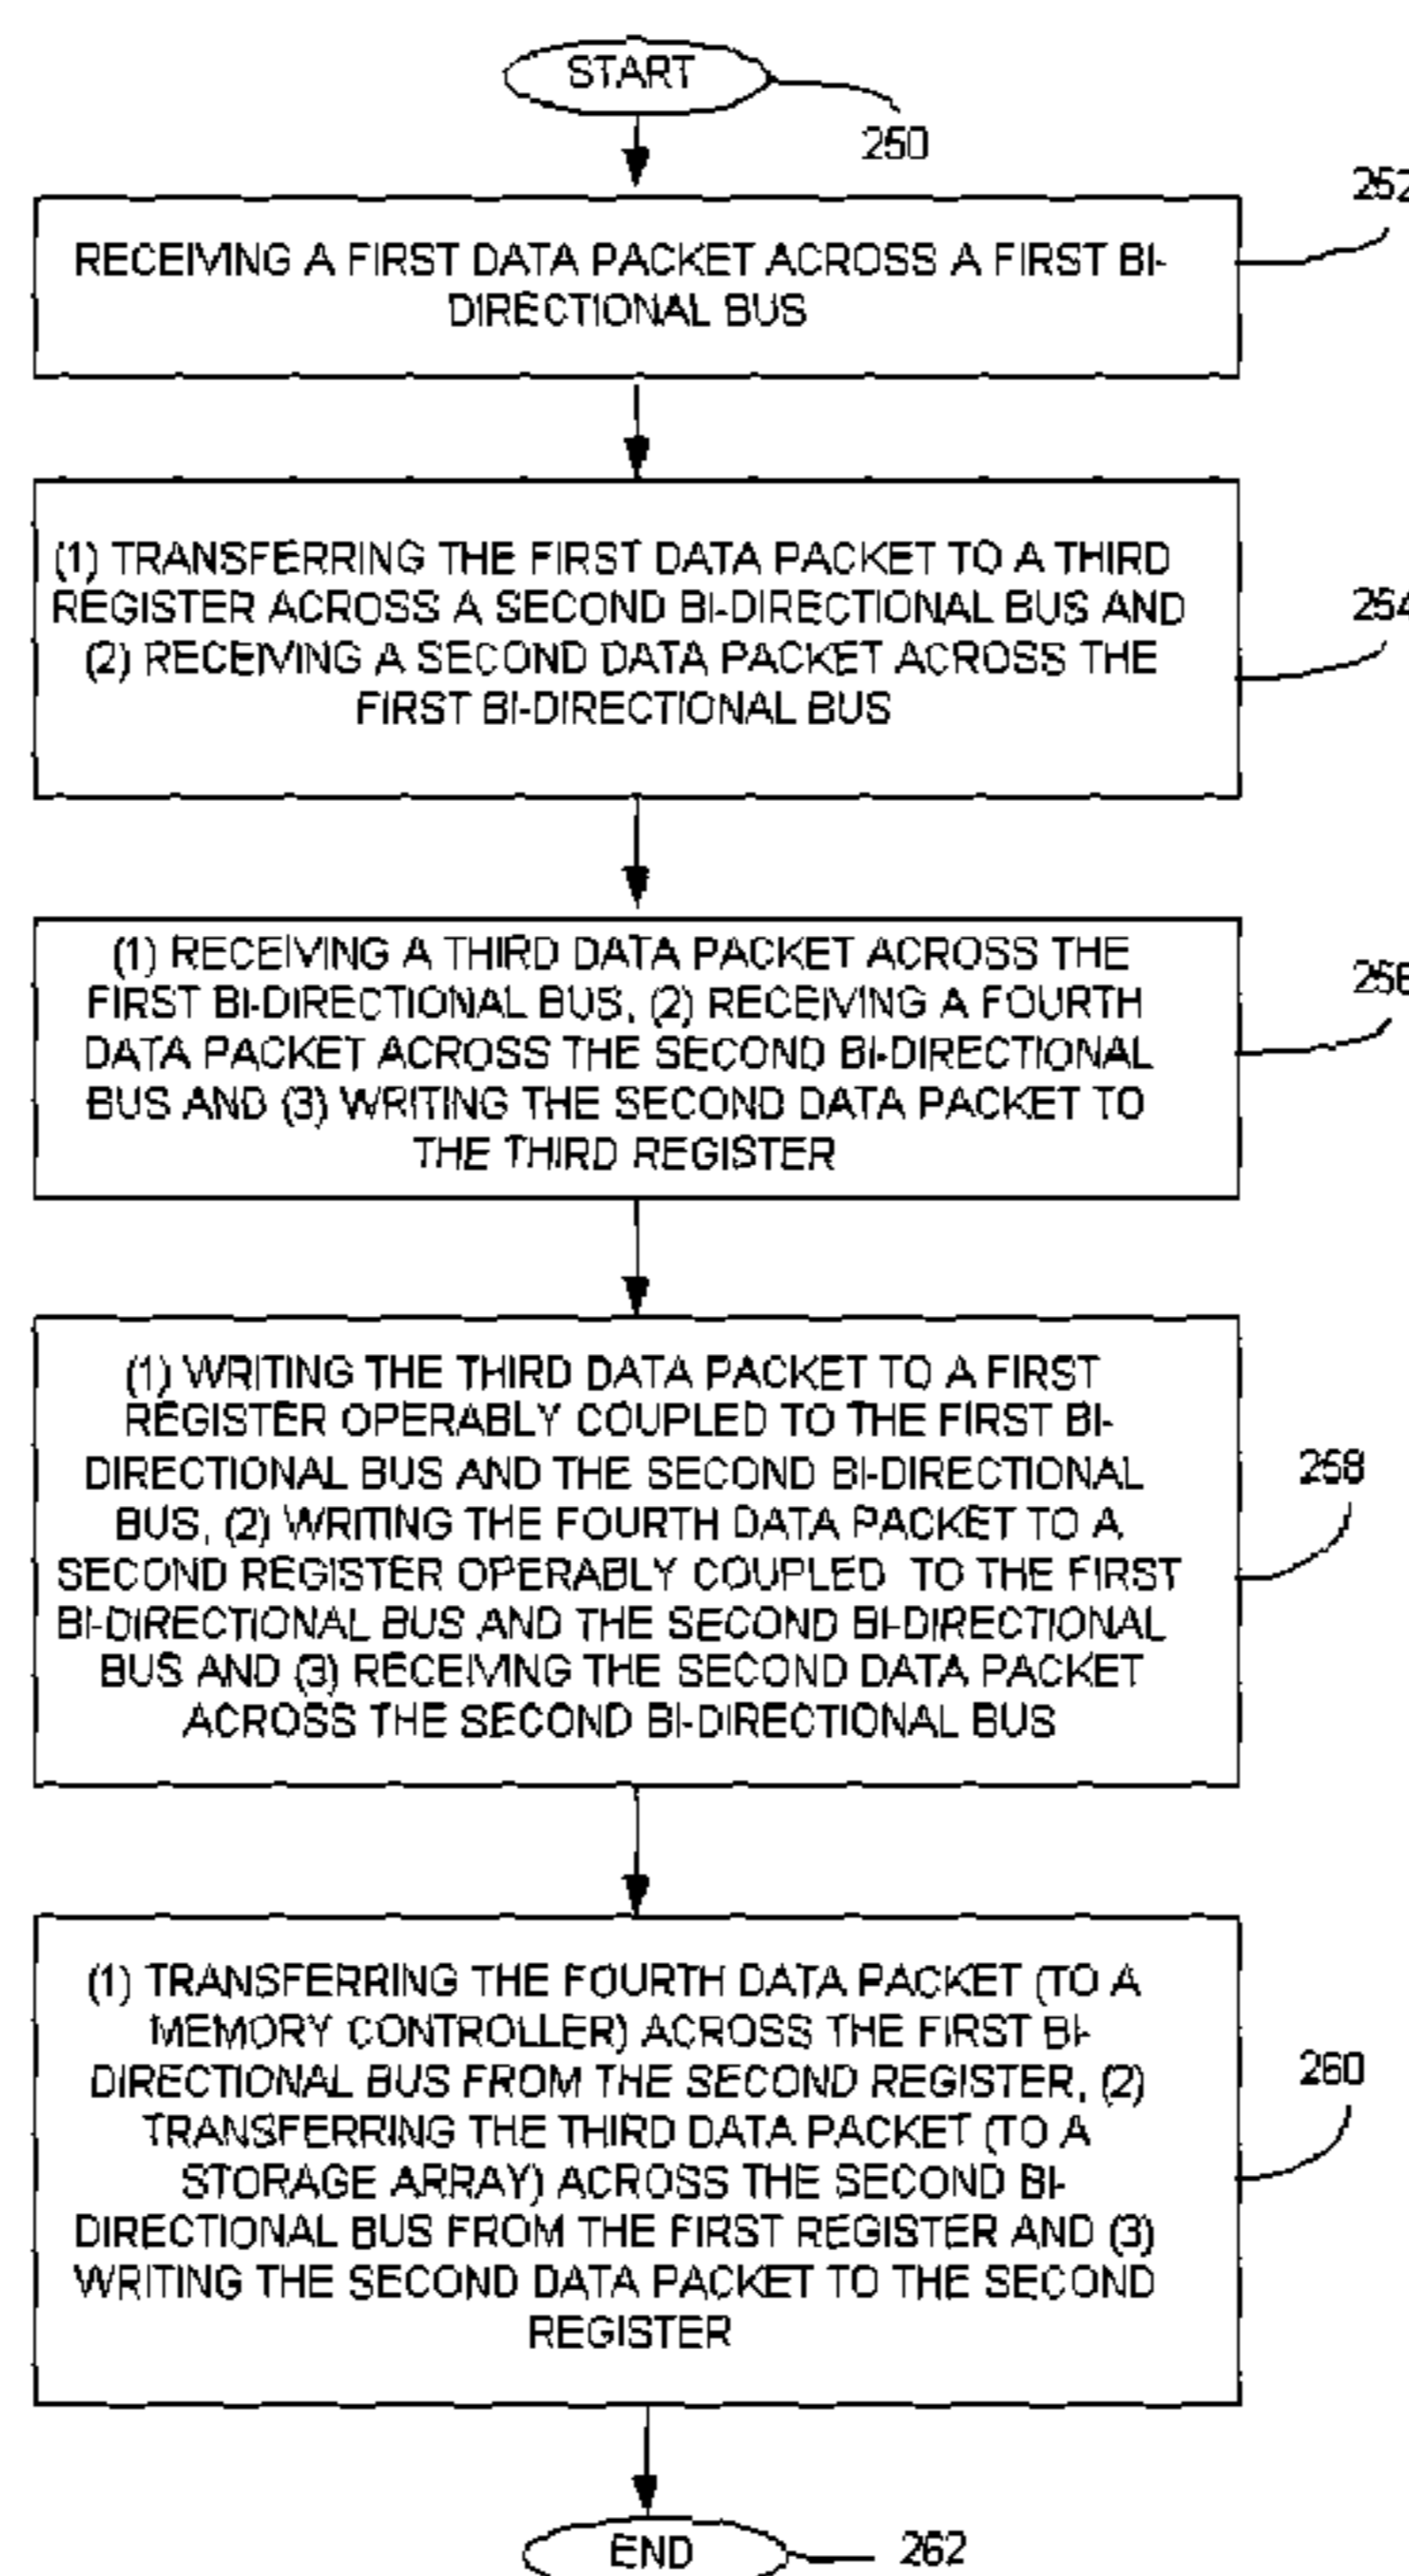 START
250
252
RECEIVING A FIRST DATA PACKET ACROSS A FIRST BI-
DIRECTIONAL BUS
(1) TRANSFERRING THE FIRST DATA PACKET TO A THIRD
REGISTER ACROSS A SECOND BI-DIRECTIONAL BUS AND
(2) RECEIVING A SECOND DATA PACKET ACROSS THE
FIRST BI-DIRECTIONAL BUS
254
(1) RECEIVING A THIRD DATA PACKET ACROSS THE
FIRST BI-DIRECTIONAL BUS, (2) RECEIVING A FOURTH
DATA PACKET ACROSS THE SECOND BI-DIRECTIONAL
BUS AND (3) WRITING THE SECOND DATA PACKET TO
THE THIRD REGISTER
256
(1) WRITING THE THIRD DATA PACKET TO A FIRST
REGISTER OPERABLY COUPLED TO THE FIRST BI-
DIRECTIONAL BUS AND THE SECOND BI-DIRECTIONAL
BUS, (2) WRITING THE FOURTH DATA PACKET TO A
SECOND REGISTER OPERABLY COUPLED TO THE FIRST
BI-DIRECTIONAL BUS AND THE SECOND BI-DIRECTIONAL
BUS AND (3) RECEIVING THE SECOND DATA PACKET
ACROSS THE SECOND BI-DIRECTIONAL BUS
258
(1) TRANSFERRING THE FOURTH DATA PACKET (TO A
MEMORY CONTROLLER) ACROSS THE FIRST BI-
DIRECTIONAL BUS FROM THE SECOND REGISTER, (2)
TRANSFERRING THE THIRD DATA PACKET (TO A
STORAGE ARRAY) ACROSS THE SECOND BI-
DIRECTIONAL BUS FROM THE FIRST REGISTER AND (3)
WRITING THE SECOND DATA PACKET TO THE SECOND
REGISTER
260
END
262